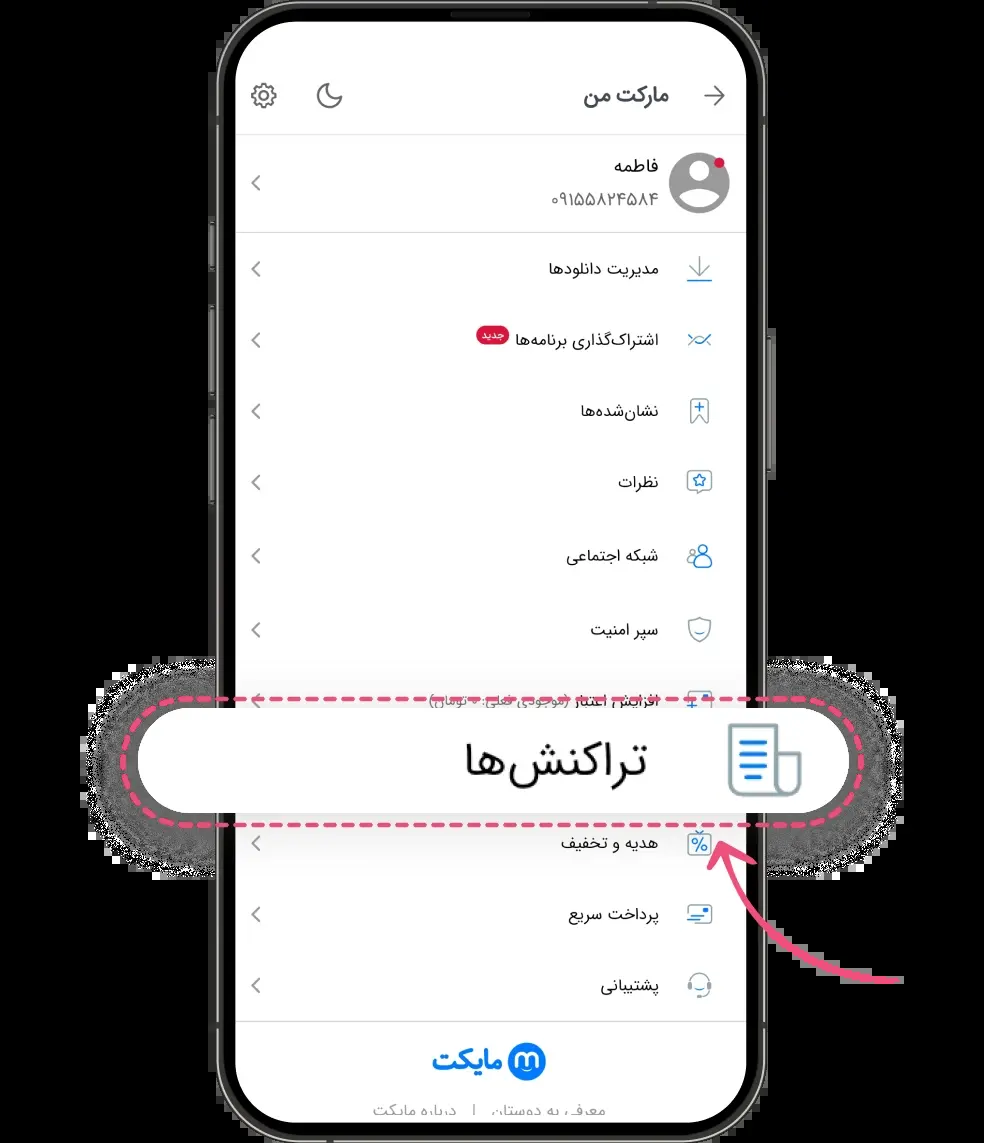 مارکت من
فاطمه
۰۹۱۵۵۸۲۴۵۸۴
مدیریت دانلودها
اشتراک‌گذاری برنامه‌ها جدید
نشان‌شده‌ها
نظرات
شبکه اجتماعی
سپر امنیت
افزایش اعتبار (موجودی فعلی: ۰ تومان)
تراکنش‌ها
هدیه و تخفیف
پرداخت سریع
پشتیبانی
مایکت
معرفی به دوستان | درباره مایکت